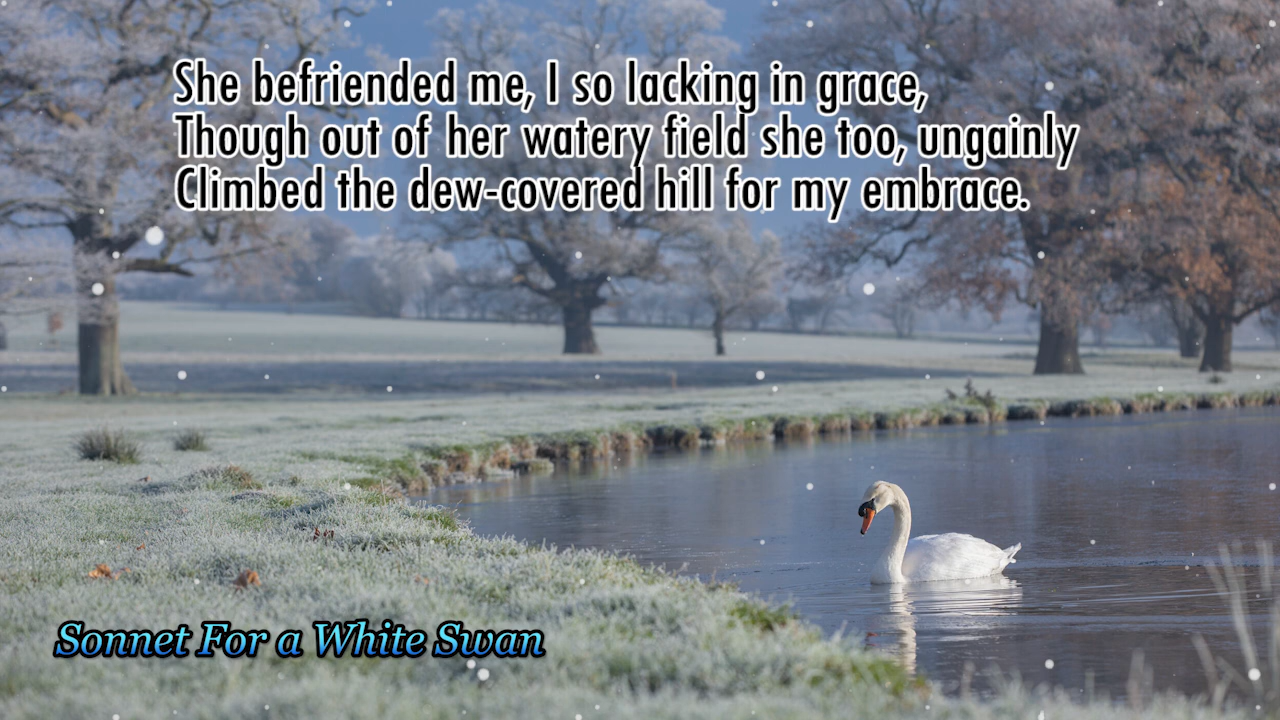 She befriended me, I so lacking in grace,
Though out of her watery field she too, ungainly
Climbed the dew-covered hill for my embrace.
Sonnet For a White Swan